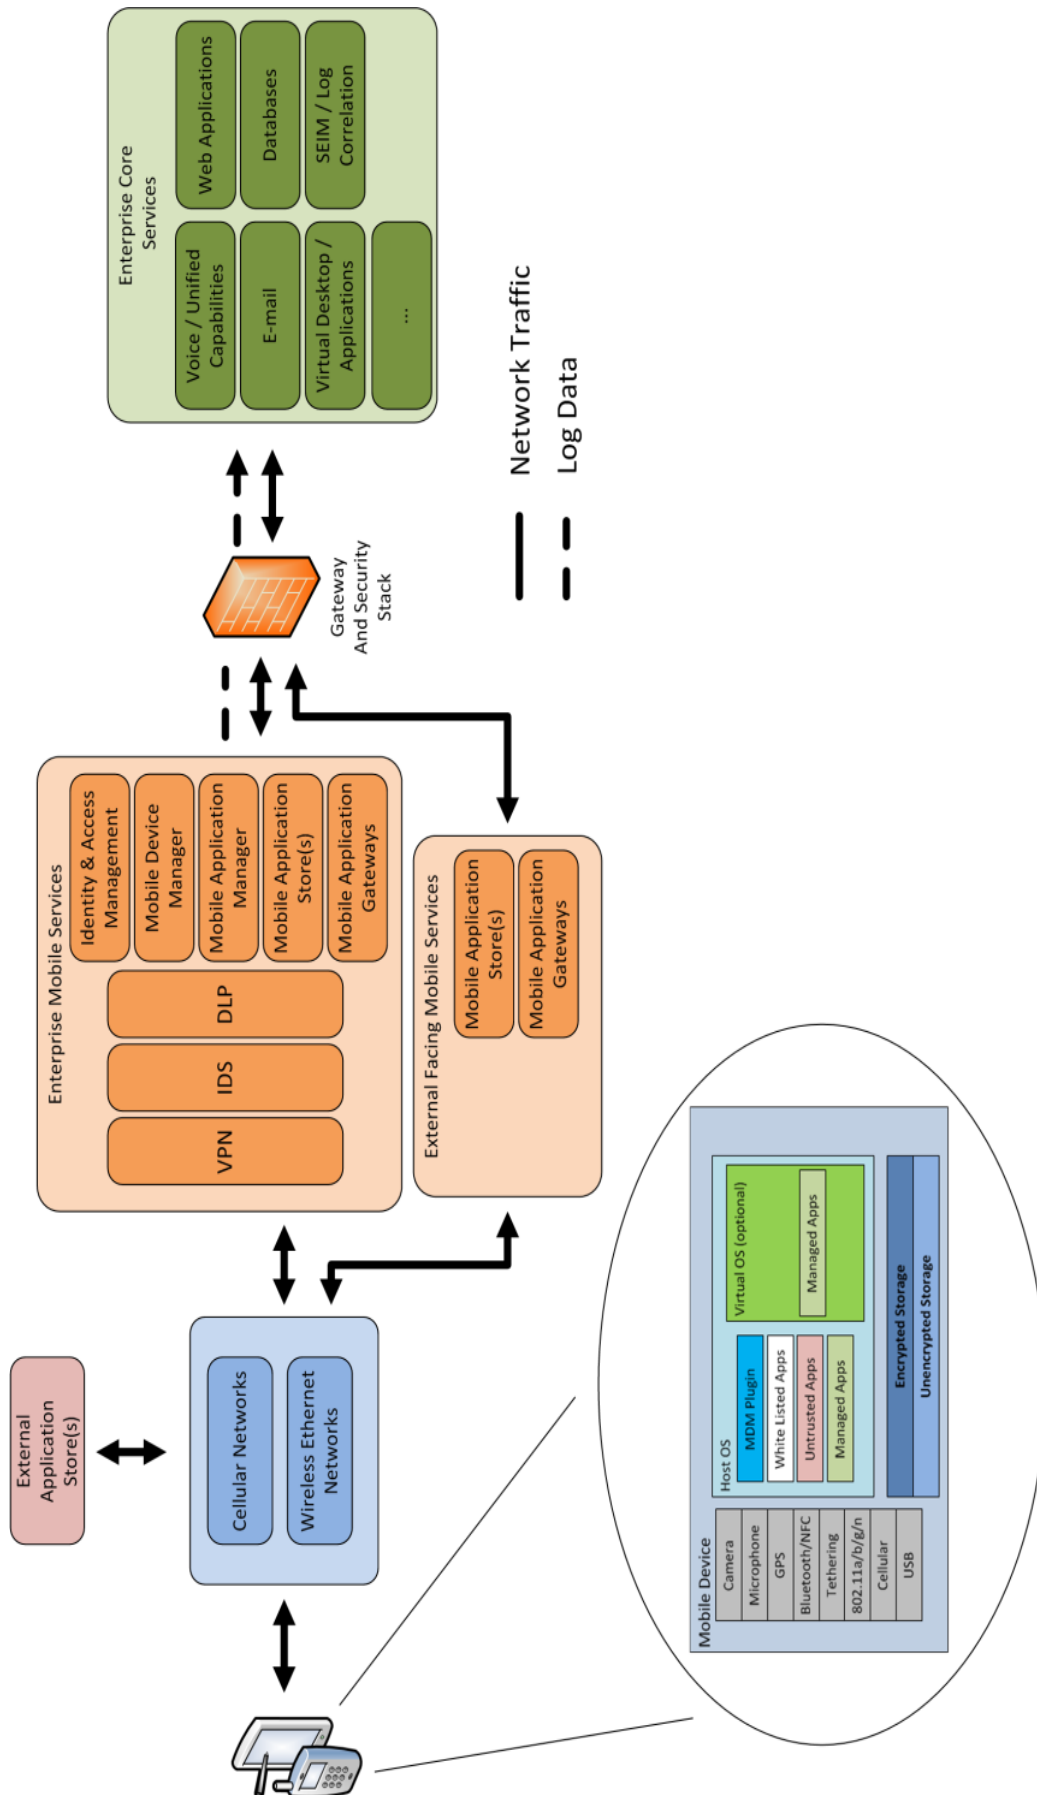 External
Application
Store(s)
Cellular Networks
Wireless Ethernet
Networks
Enterprise Mobile Services
VPN
IDS
DLP
Identity & Access
Management
Mobile Device
Manager
Mobile Application
Manager
Mobile Application
Store(s)
Mobile Application
Gateways
External Facing Mobile Services
Mobile Application
Store(s)
Mobile Application
Gateways
Gateway
And Security
Stack
Enterprise Core
Services
Voice / Unified
Capabilities
Web Applications
E-mail
Databases
Virtual Desktop /
Applications
SEIM / Log
Correlation
...
Network Traffic
Log Data
Mobile Device
Camera
Microphone
GPS
Bluetooth/NFC
Tethering
802.11a/b/g/n
Cellular
USB
Host OS
MDM Plugin
White Listed Apps
Untrusted Apps
Managed Apps
Virtual OS (optional)
Managed Apps
Encrypted Storage
Unencrypted Storage